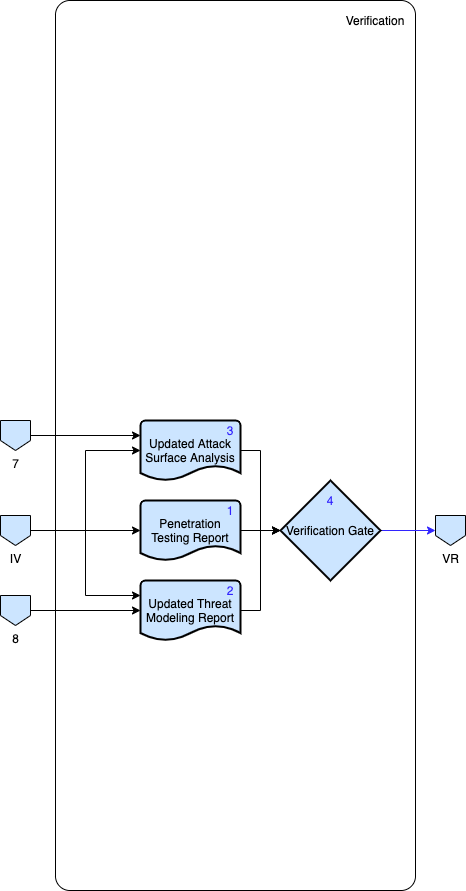 Verification
3
Updated Attack
Surface Analysis
7
1
Penetration
Testing Report
IV
4
Verification Gate
VR
2
Updated Threat
Modeling Report
8